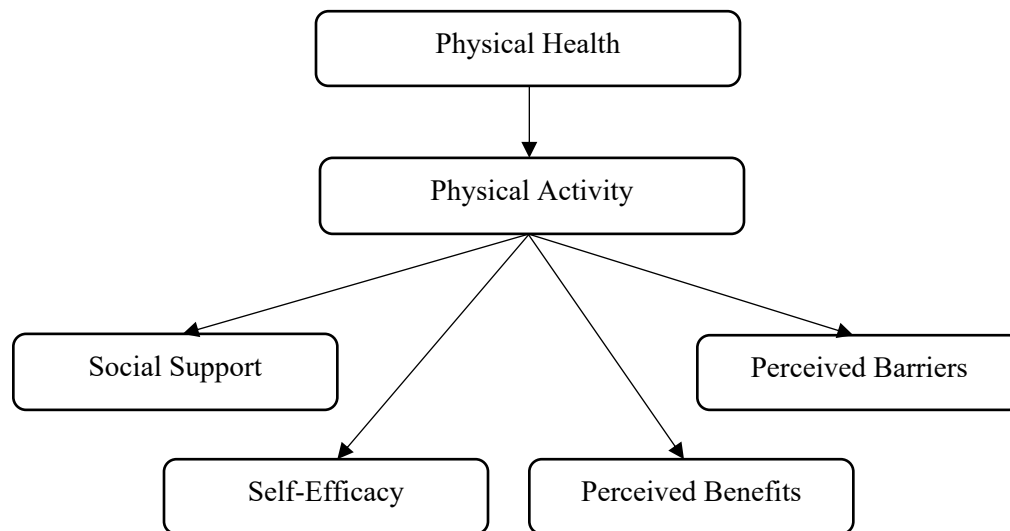 Physical Health
Physical Activity
Social Support
Perceived Barriers
Self-Efficacy
Perceived Benefits